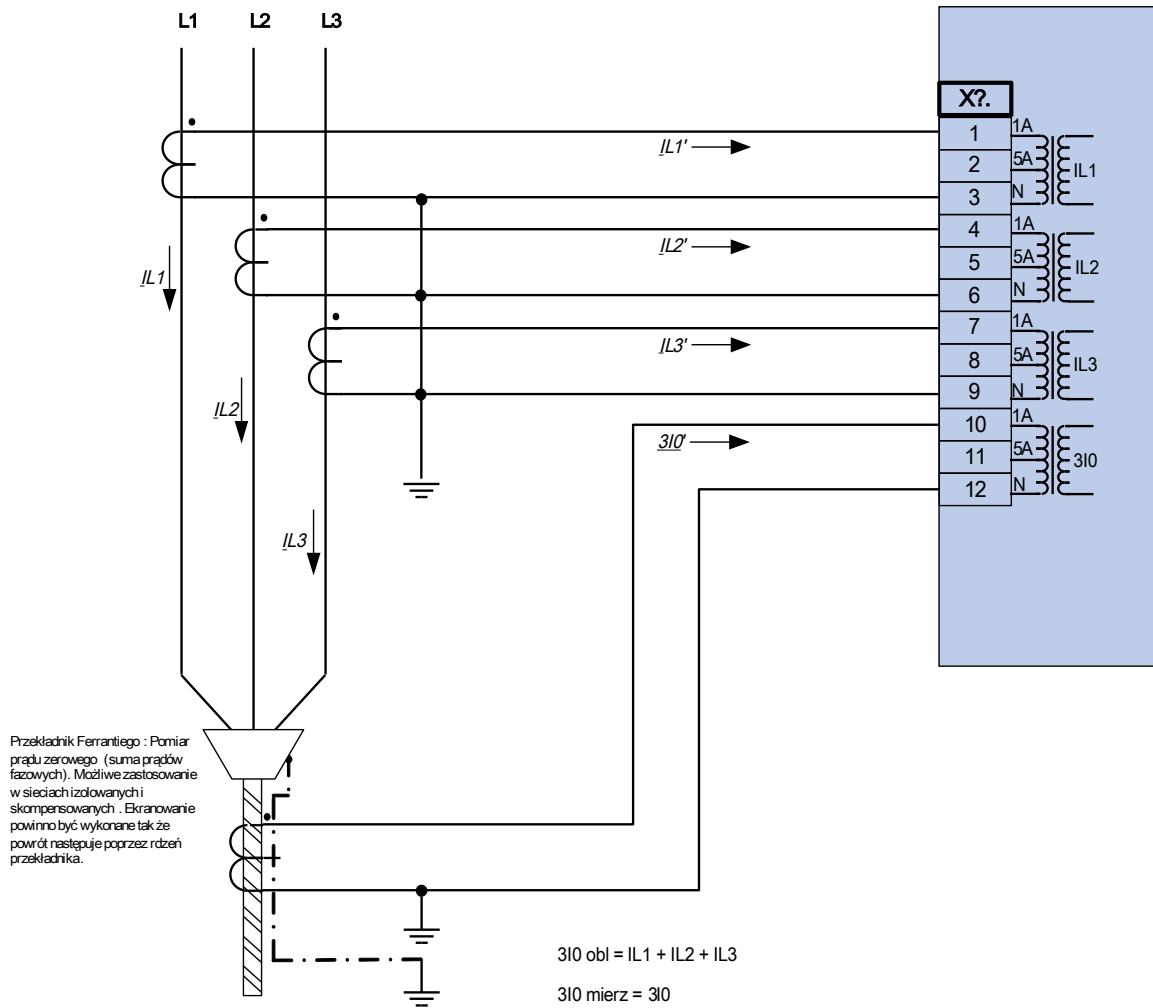 L1 L2 L3
X?.
1 1A
2 5A IL1
3 N
4 1A
5 5A IL2
6 N
7 1A
8 5A IL3
9 N
10 1A
11 5A 3I0
12 N
IL1'
IL2'
IL3'
3I0'
IL1
IL2
IL3
Przekładnik Ferrantiego : Pomiar
prądu zerowego (suma prądów
fazowych). Możliwe zastosowanie
w sieciach izolowanych i
skompensowanych . Ekranowanie
powinno być wykonane tak że
powrót następuje poprzez rdzeń
przekładnika.
3I0 obl = IL1 + IL2 + IL3
3I0 mierz = 3I0